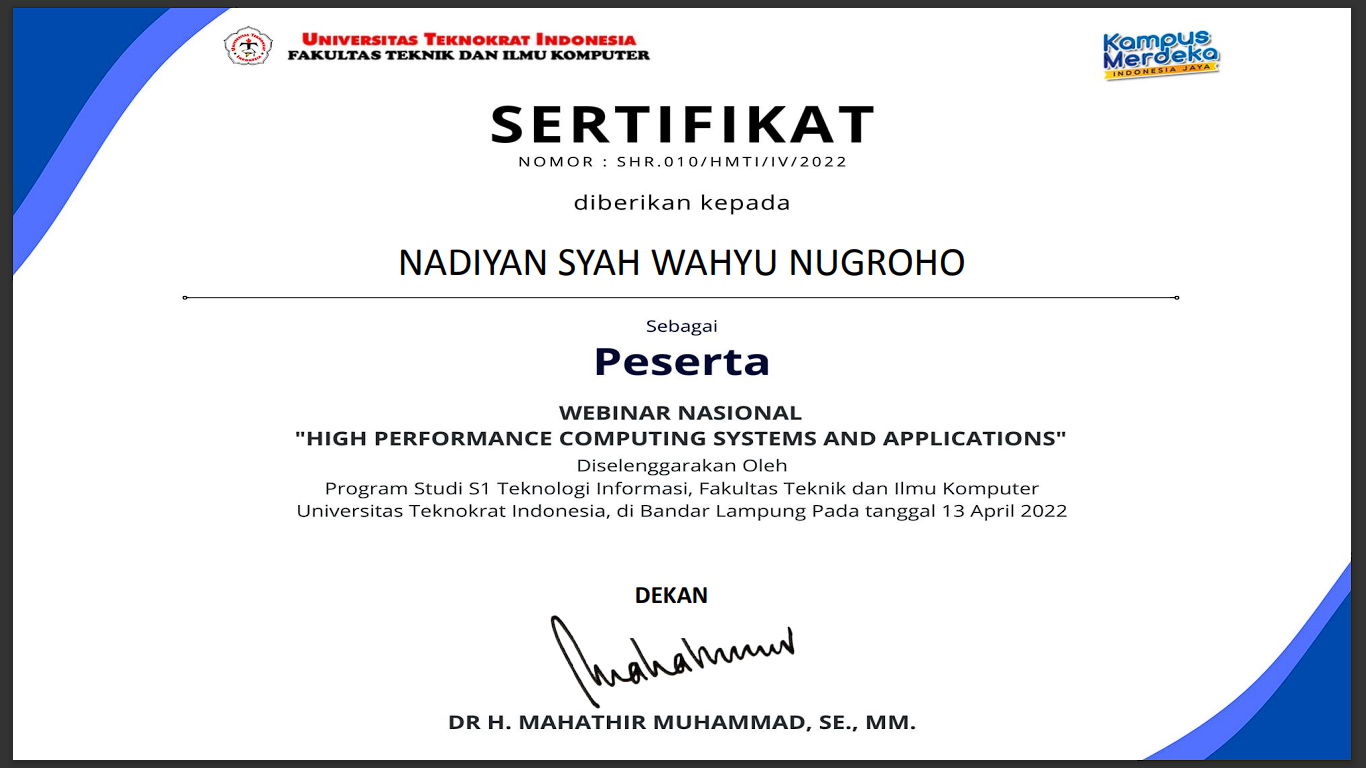 UNIVERSITAS TEKNOKRAT INDONESIA
FAKULTAS TEKNIK DAN ILMU KOMPUTER
Kampus
Merdeka
INDONESIA JAYA
SERTIFIKAT
NOMOR : SHR.010/HMTI/IV/2022
diberikan kepada
NADIYAN SYAH WAHYU NUGROHO
Sebagai
Peserta
WEBINAR NASIONAL
"HIGH PERFORMANCE COMPUTING SYSTEMS AND APPLICATIONS"
Diselenggarakan Oleh
Program Studi S1 Teknologi Informasi, Fakultas Teknik dan Ilmu Komputer
Universitas Teknokrat Indonesia, di Bandar Lampung Pada tanggal 13 April 2022
DEKAN
DR H. MAHATHIR MUHAMMAD, SE., MM.